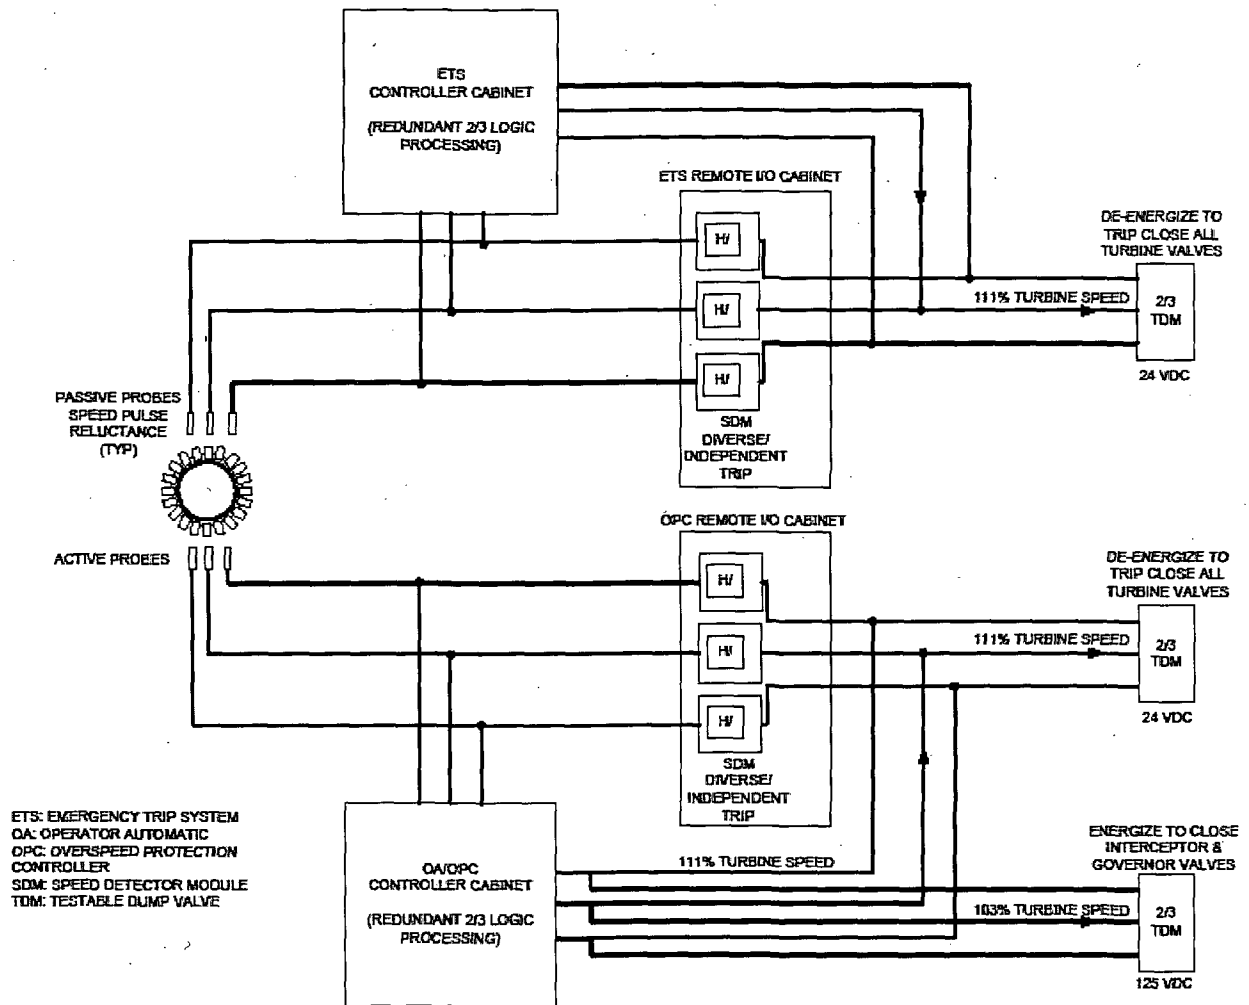 ETS
CONTROLLER CABINET
(REDUNDANT 2/3 LOGIC
PROCESSING)
ETS REMOTE I/O CABINET
H/
H/
H/
SDM
DIVERSE/
INDEPENDENT
TRIP
DE-ENERGIZE TO
TRIP CLOSE ALL
TURBINE VALVES
111% TURBINE SPEED
2/3
TDM
24 VDC
PASSIVE PROBES
SPEED PULSE
RELUCTANCE
(TYP)
ACTIVE PROBES
OPC REMOTE I/O CABINET
H/
H/
H/
SDM
DIVERSE/
INDEPENDENT
TRIP
DE-ENERGIZE TO
TRIP CLOSE ALL
TURBINE VALVES
111% TURBINE SPEED
2/3
TDM
24 VDC
ETS: EMERGENCY TRIP SYSTEM
OA: OPERATOR AUTOMATIC
OPC: OVERSPEED PROTECTION
CONTROLLER
SDM: SPEED DETECTOR MODULE
TDM: TESTABLE DUMP VALVE
OA/OPC
CONTROLLER CABINET
(REDUNDANT 2/3 LOGIC
PROCESSING)
111% TURBINE SPEED
ENERGIZE TO CLOSE
INTERCEPTOR &
GOVERNOR VALVES
103% TURBINE SPEED
2/3
TDM
125 VDC